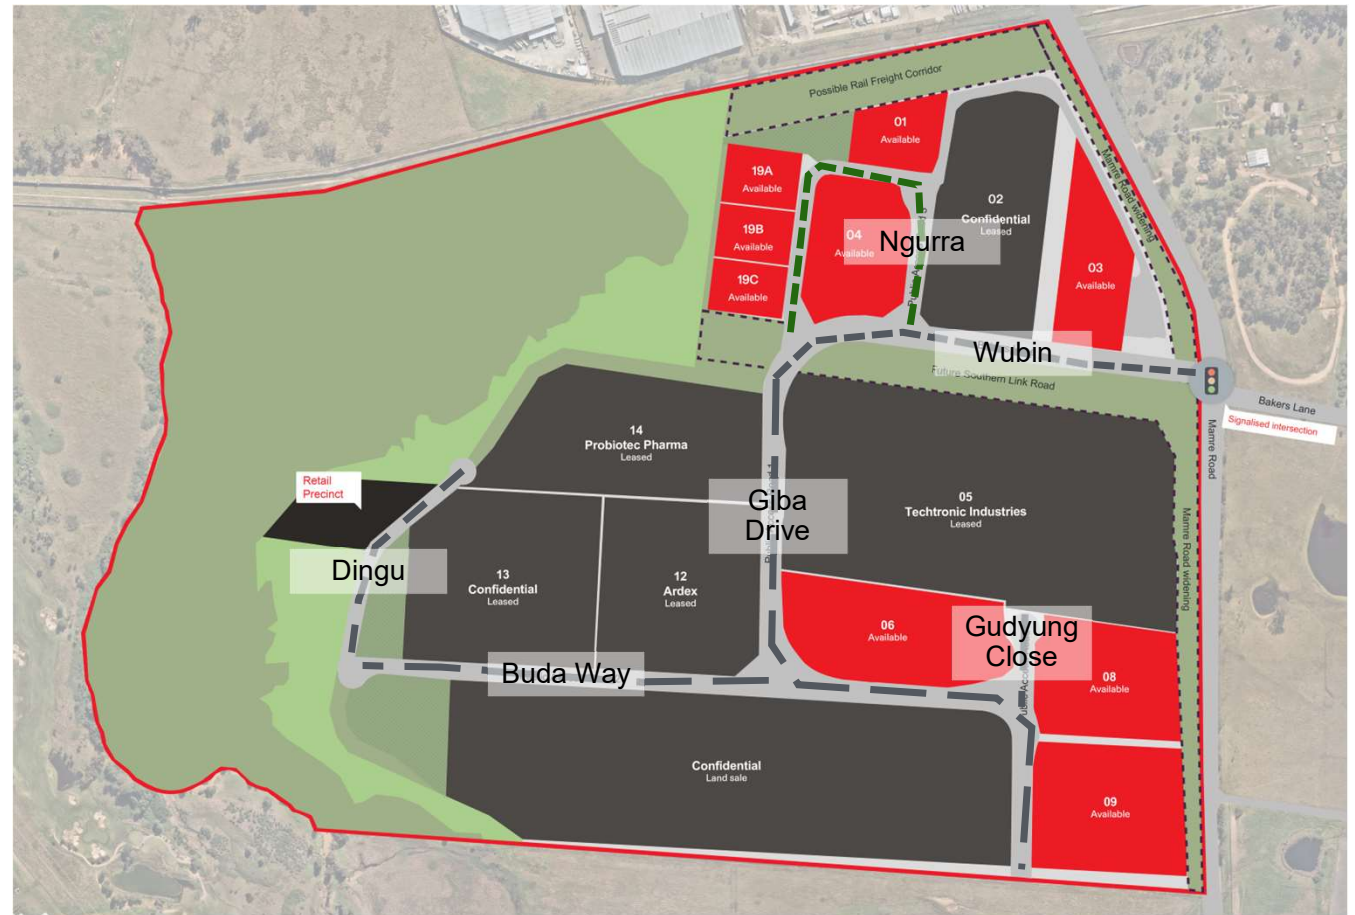 Possible Rail Freight Corridor
01
Available
19A
Available
02
Confidential
Leased
Mamre Road widening
19B
Available
04
Available
Ngurra
03
Available
19C
Available
Wubin
Future Southern Link Road
Bakers Lane
Signalised intersection
Mamre Road
14
Probiotec Pharma
Leased
Retail
Precinct
Giba
Drive
05
Techtronic Industries
Leased
Mamre Road widening
Dingu
13
Confidential
Leased
12
Ardex
Leased
06
Available
Gudyung
Close
Buda Way
08
Available
Confidential
Land sale
09
Available